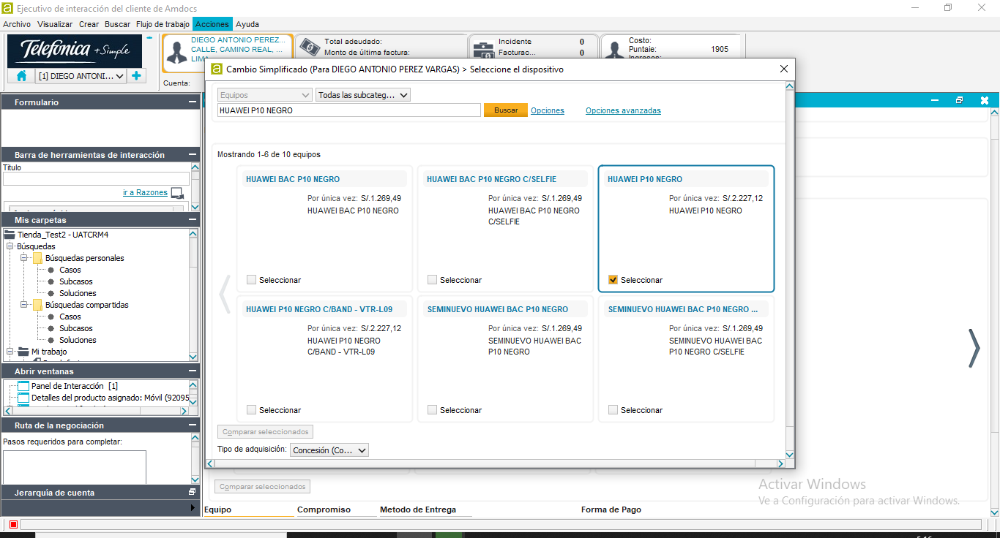 Ejecutivo de interacción del cliente de Amdocs
Archivo Visualizar Crear Buscar Flujo de trabajo Acciones Ayuda
Telefónica +Simple
[1] DIEGO ANTONI...
DIEGO ANTONIO PEREZ...
CALLE, CAMINO REAL, ...
LIMA
Cuenta:
Total adeudado:
Monto de última factura:
Incidente 0
Facturac... 0
Costo:
Puntaje: 1905
Ingresos:
Formulario
Barra de herramientas de interacción
Titulo
ir a Razones
Mis carpetas
Tienda_Test2 - UATCRM4
Búsquedas
Búsquedas personales
Casos
Subcasos
Soluciones
Búsquedas compartidas
Casos
Subcasos
Soluciones
Mi trabajo
Abrir ventanas
Panel de Interacción [1]
Detalles del producto asignado: Móvil (92095
Ruta de la negociación
Pasos requeridos para completar:
Jerarquía de cuenta
Cambio Simplificado (Para DIEGO ANTONIO PEREZ VARGAS) > Seleccione el dispositivo
Equipos
Todas las subcateg...
HUAWEI P10 NEGRO
Buscar
Opciones
Opciones avanzadas
Mostrando 1-6 de 10 equipos
HUAWEI BAC P10 NEGRO
Por única vez: S/.1.269,49
HUAWEI BAC P10 NEGRO
Seleccionar
HUAWEI BAC P10 NEGRO C/SELFIE
Por única vez: S/.1.269,49
HUAWEI BAC P10 NEGRO
C/SELFIE
Seleccionar
HUAWEI P10 NEGRO
Por única vez: S/.2.227,12
HUAWEI P10 NEGRO
Seleccionar
HUAWEI P10 NEGRO C/BAND - VTR-L09
Por única vez: S/.2.227,12
HUAWEI P10 NEGRO
C/BAND - VTR-L09
Seleccionar
SEMINUEVO HUAWEI BAC P10 NEGRO
Por única vez: S/.1.269,49
SEMINUEVO HUAWEI BAC
P10 NEGRO
Seleccionar
SEMINUEVO HUAWEI BAC P10 NEGRO ...
Por única vez: S/.1.269,49
SEMINUEVO HUAWEI BAC
P10 NEGRO C/SELFIE
Seleccionar
Comparar seleccionados
Tipo de adquisición: Concesión (Co...
Comparar seleccionados
Equipo Compromiso Metodo de Entrega Forma de Pago
Activar Windows
Ve a Configuración para activar Windows.